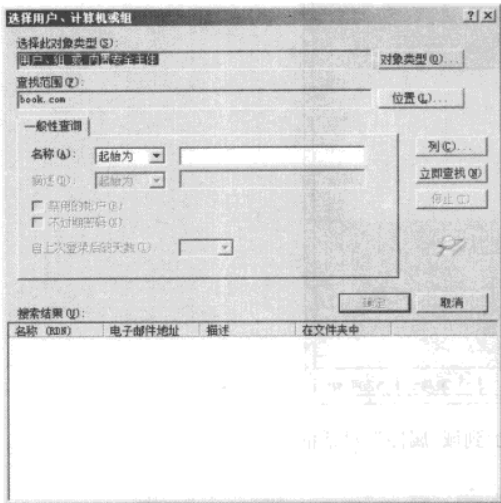 选择用户、计算机或组
选择此对象类型(S):
用户、组 或 内置安全主体
对象类型(O)...
查找范围(F):
book.com
位置(L)...
一般性查询
名称(A): 起始为
列(C)...
描述(D): 起始为
立即查找(N)
禁用的帐户(B)
停止(T)
不过期密码(X)
自上次登录后的天数(I):
确定
取消
搜索结果(U):
名称 (RDN) 电子邮件地址 描述 在文件夹中